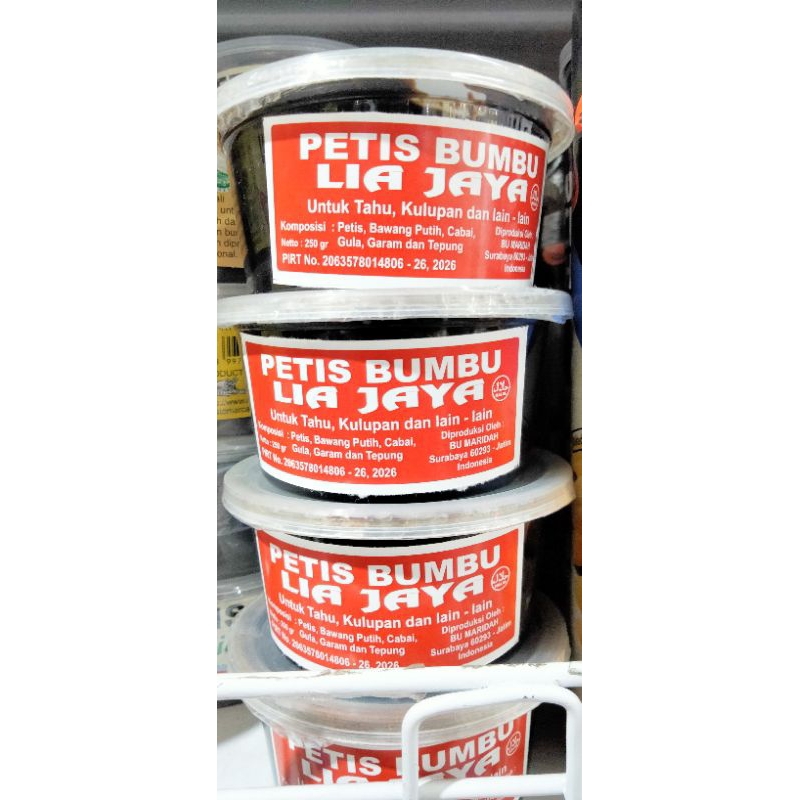 PETIS BUMBU
LIA JAYA
Untuk Tahu, Kulupan dan lain - lain
Komposisi : Petis, Bawang Putih, Cabai,
Gula, Garam dan Tepung
Netto : 250 gr
PIRT No. 2063578014806 - 26, 2026
Diproduksi Oleh :
BU MARIDAH
Surabaya 60293 - Jatim
Indonesia
PETIS BUMBU
LIA JAYA
Untuk Tahu, Kulupan dan lain - lain
Komposisi : Petis, Bawang Putih, Cabai,
Netto : 250 gr Gula, Garam dan Tepung
PIRT No. 2063578014806 - 26, 2026
Diproduksi Oleh :
BU MARIDAH
Surabaya 60293 - Jatim
Indonesia
PETIS BUMBU
LIA JAYA
Untuk Tahu, Kulupan dan lain - lain
: Petis, Bawang Putih, Cabai,
Gula, Garam dan Tepung
No. 2063578014806 - 26, 2026
Diproduksi Oleh :
BU MARIDAH
Surabaya 60293 - Jatim
Indonesia
PETIS BUMBU
LIA JAYA